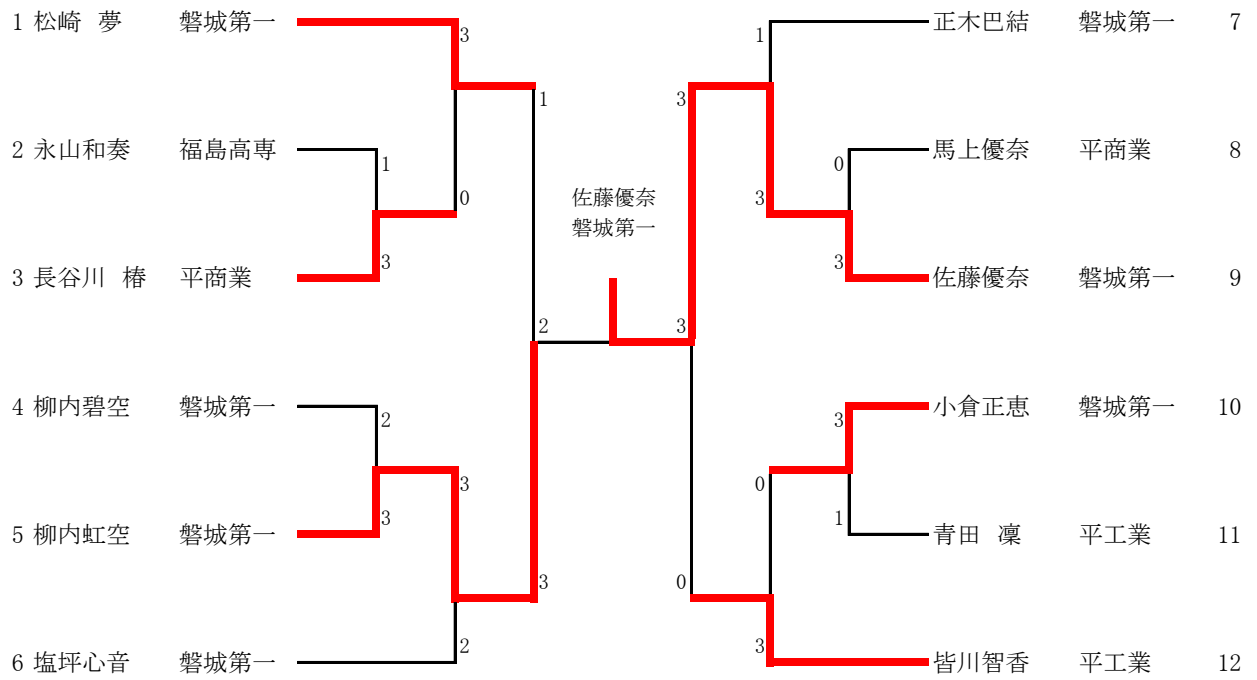 1 松崎 夢 磐城第一
3
1
正木巴結 磐城第一 7
1
3
2 永山和奏 福島高専
1
0
馬上優奈 平商業 8
0
佐藤優奈
磐城第一
3
3 長谷川 椿 平商業
3
3
佐藤優奈 磐城第一 9
2
3
4 柳内碧空 磐城第一
2
3
小倉正恵 磐城第一 10
3
0
5 柳内虹空 磐城第一
3
1
青田 凜 平工業 11
3
0
6 塩坪心音 磐城第一
2
3
皆川智香 平工業 12